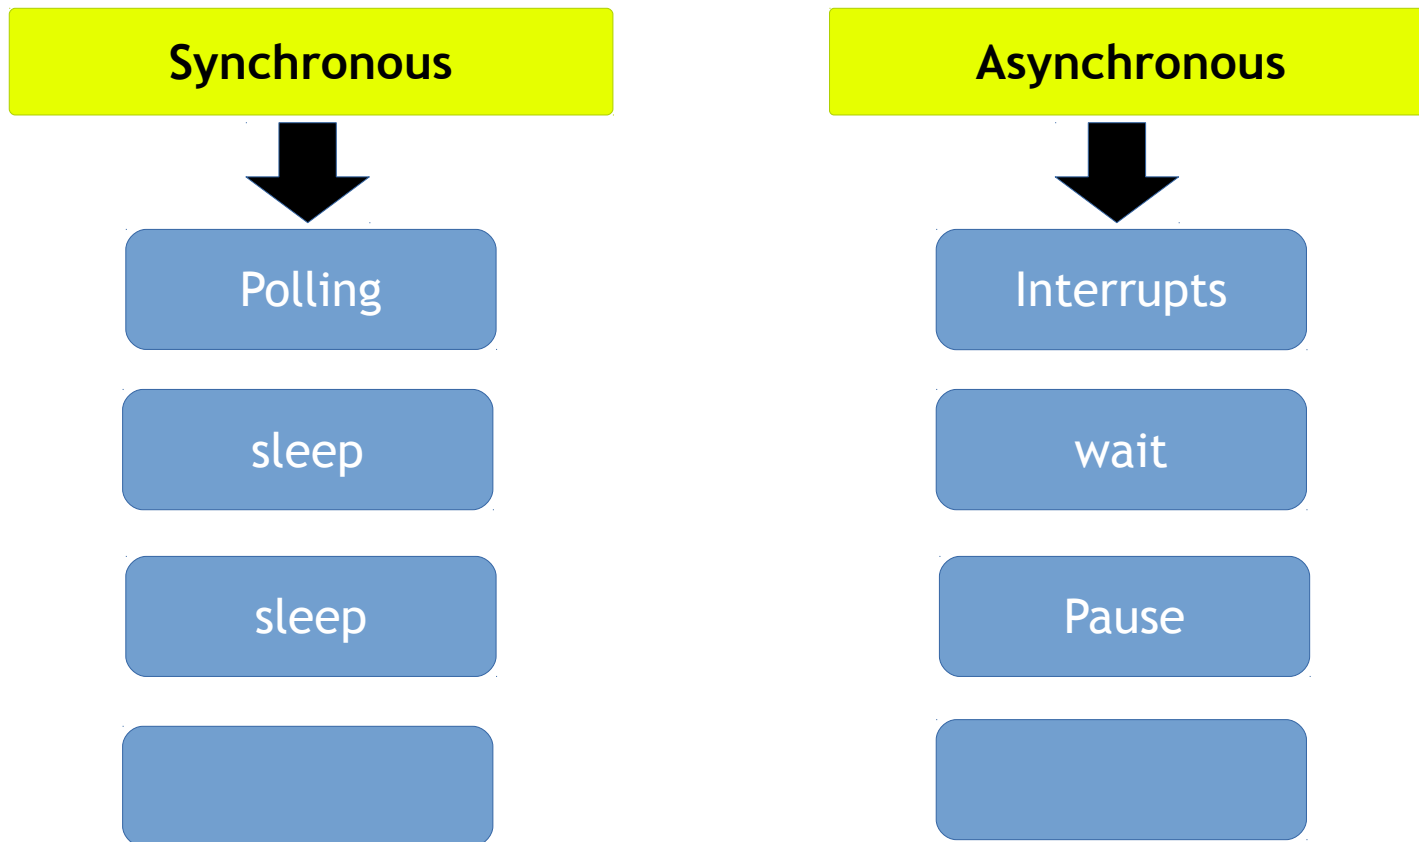 Synchronous
Polling
sleep
sleep
Asynchronous
Interrupts
wait
Pause